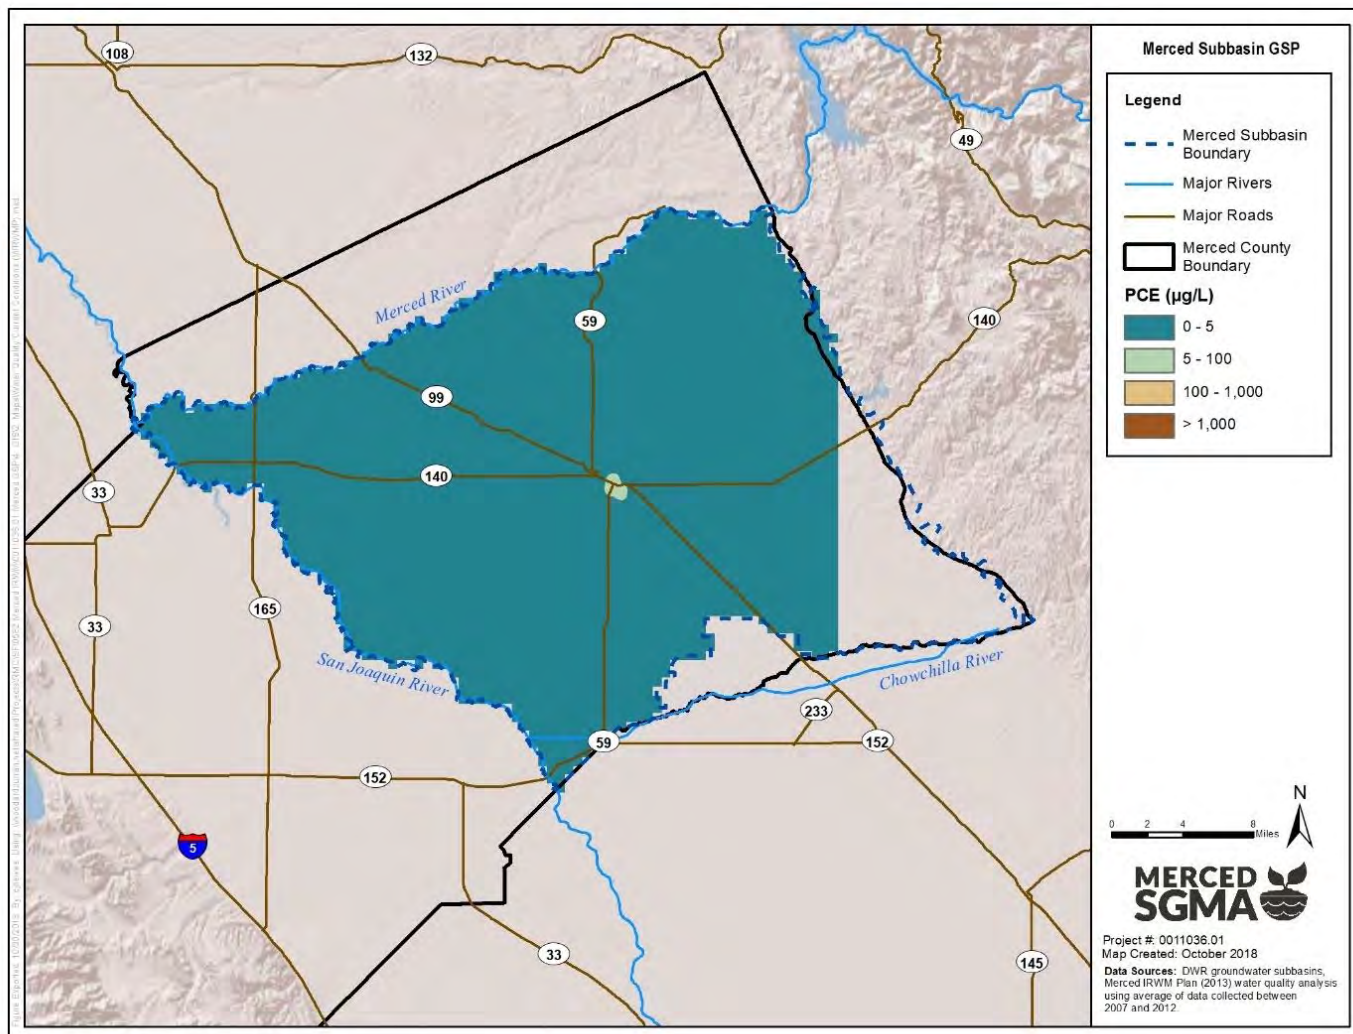 108
132
49
Merced River
59
140
99
140
33
165
33
San Joaquin River
Chowchilla River
233
59
152
152
5
33
145
Merced Subbasin GSP
Legend
Merced Subbasin
Boundary
Major Rivers
Major Roads
Merced County
Boundary
PCE (µg/L)
0 - 5
5 - 100
100 - 1,000
> 1,000
N
0 2 4 8
Miles
MERCED
SGMA
Project #: 0011036.01
Map Created: October 2018
Data Sources: DWR groundwater subbasins,
Merced IRWM Plan (2013) water quality analysis
using average of data collected between
2007 and 2012.